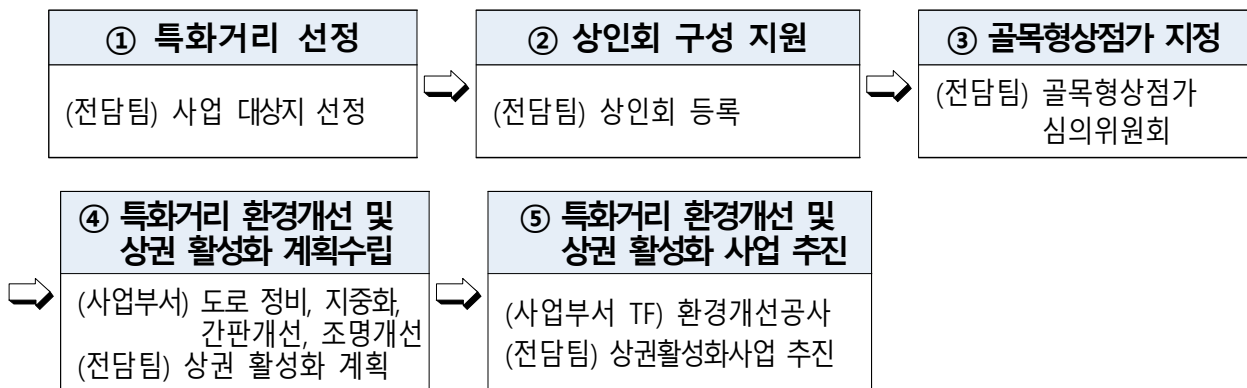 ① 특화거리 선정
(전담팀) 사업 대상지 선정
② 상인회 구성 지원
(전담팀) 상인회 등록
③ 골목형상점가 지정
(전담팀) 골목형상점가
심의위원회
④ 특화거리 환경개선 및
상권 활성화 계획수립
(사업부서) 도로 정비, 지중화,
간판개선, 조명개선
(전담팀) 상권 활성화 계획
⑤ 특화거리 환경개선 및
상권 활성화 사업 추진
(사업부서 TF) 환경개선공사
(전담팀) 상권활성화사업 추진